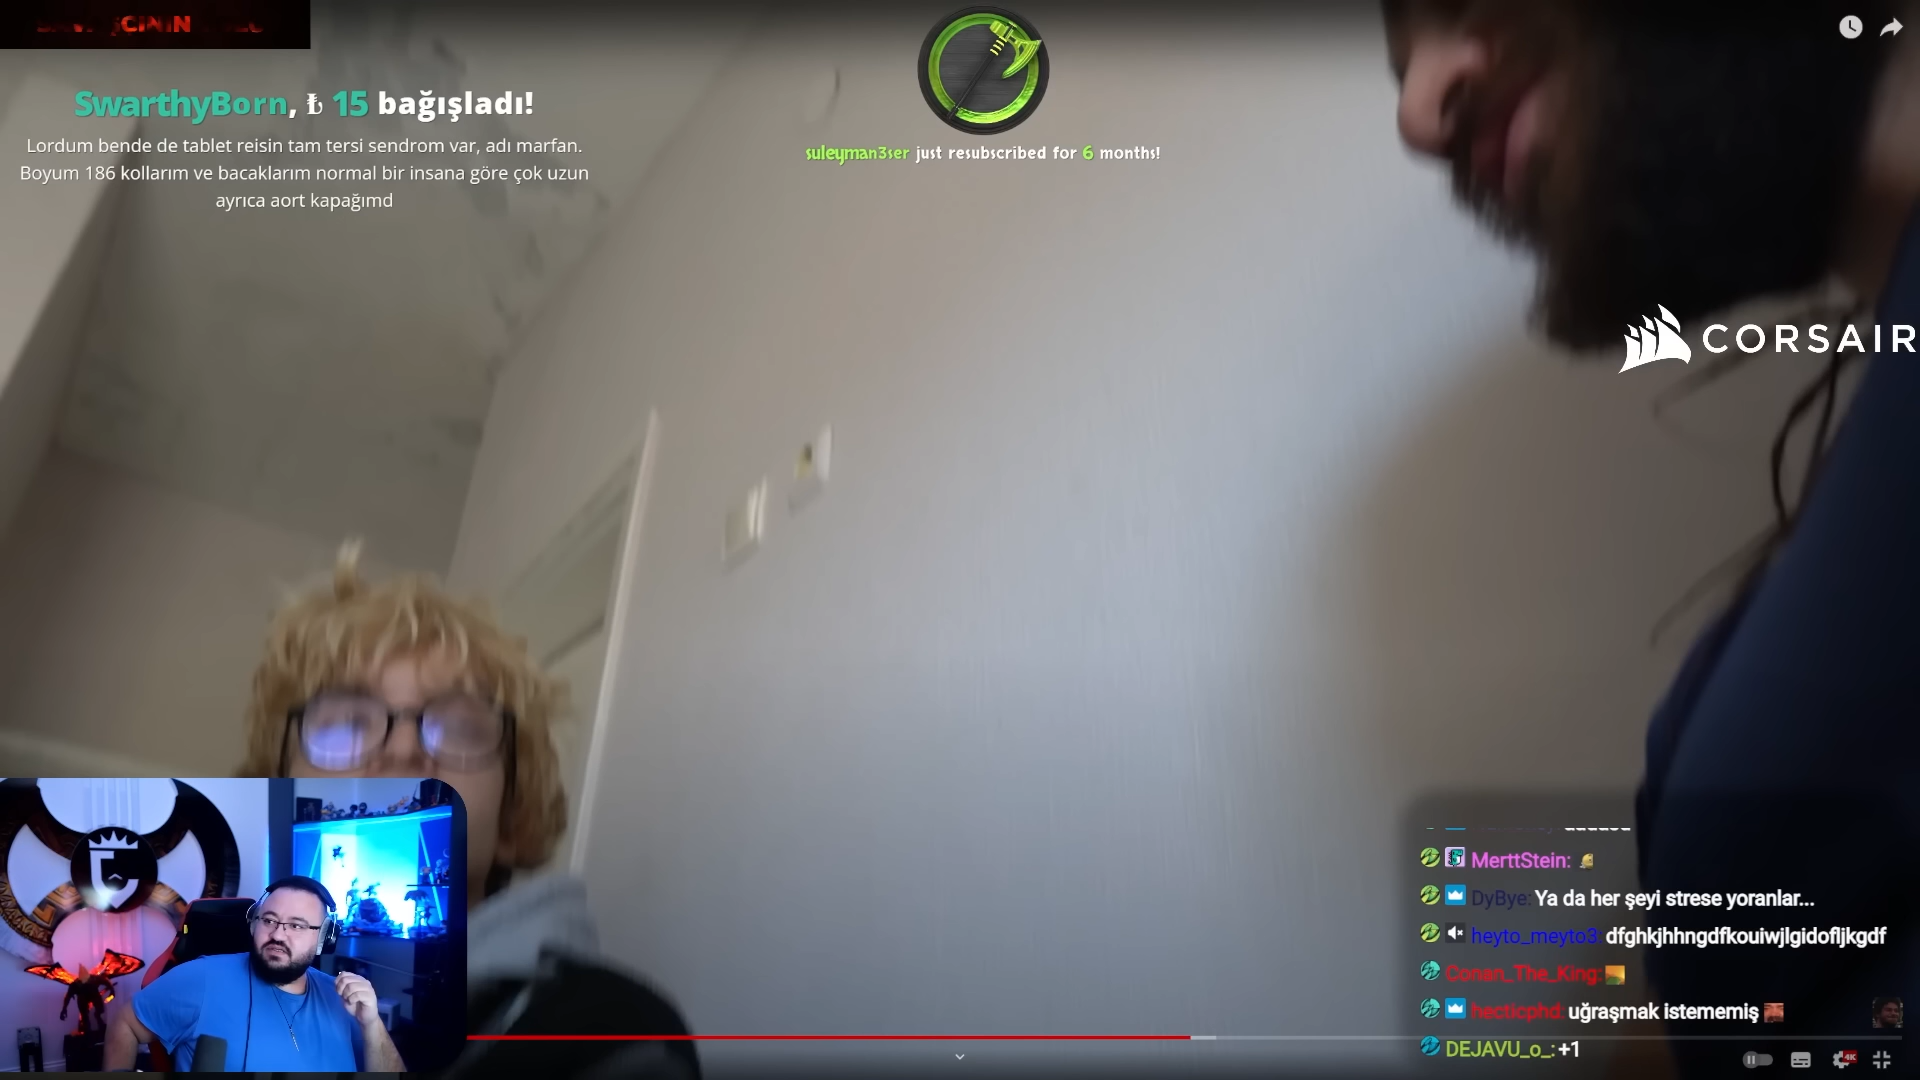 SwarthyBorn, ₺ 15 bağışladı!
Lordum bende de tablet reisin tam tersi sendrom var, adı marfan.
Boyum 186 kollarım ve bacaklarım normal bir insana göre çok uzun
ayrıca aort kapağımd
suleyman3ser just resubscribed for 6 months!
CORSAIR
MerttStein:
DyBye: Ya da her şeyi strese yoranlar...
heyto_meyto3: dfghkjhhngdfkouiwjlgidofljkgdf
Conan_The_King:
hecticphd: uğraşmak istememiş
DEJAVU_o_: +1
4K